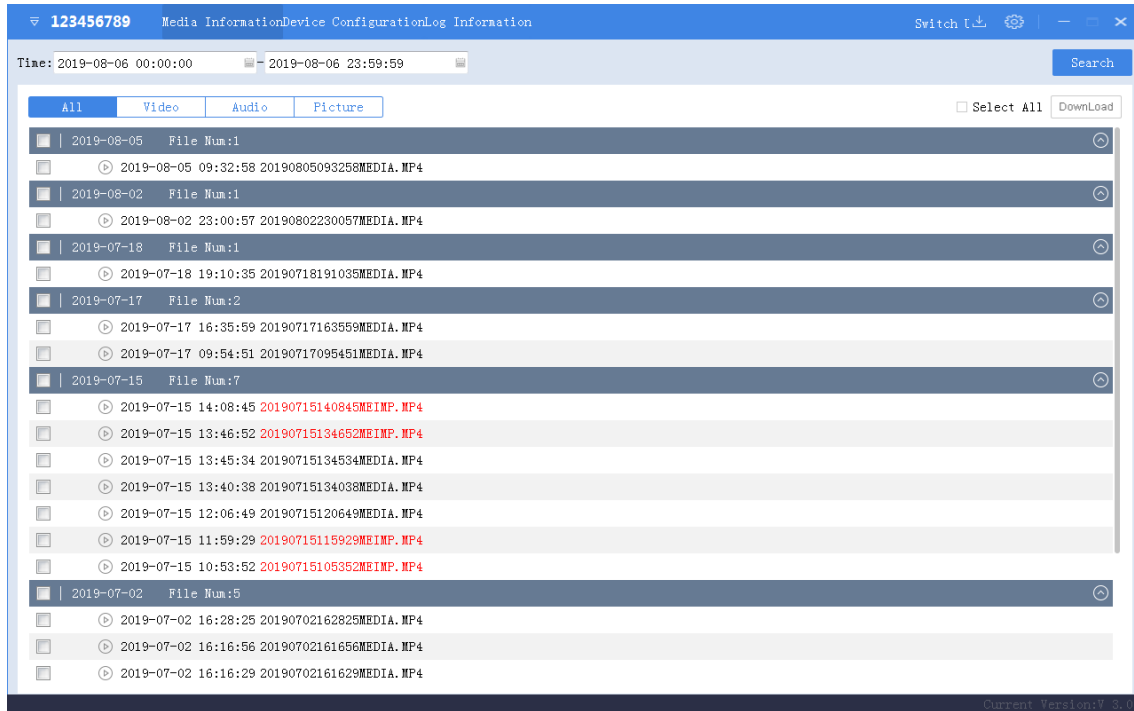 123456789 Media InformationDevice ConfigurationLog Information Switch
Time: 2019-08-06 00:00:00 - 2019-08-06 23:59:59 Search
All Video Audio Picture Select All DownLoad
2019-08-05 File Num:1
2019-08-05 09:32:58 20190805093258MEDIA.MP4
2019-08-02 File Num:1
2019-08-02 23:00:57 20190802230057MEDIA.MP4
2019-07-18 File Num:1
2019-07-18 19:10:35 20190718191035MEDIA.MP4
2019-07-17 File Num:2
2019-07-17 16:35:59 20190717163559MEDIA.MP4
2019-07-17 09:54:51 20190717095451MEDIA.MP4
2019-07-15 File Num:7
2019-07-15 14:08:45 20190715140845MEIMP.MP4
2019-07-15 13:46:52 20190715134652MEIMP.MP4
2019-07-15 13:45:34 20190715134534MEDIA.MP4
2019-07-15 13:40:38 20190715134038MEDIA.MP4
2019-07-15 12:06:49 20190715120649MEDIA.MP4
2019-07-15 11:59:29 20190715115929MEIMP.MP4
2019-07-15 10:53:52 20190715105352MEIMP.MP4
2019-07-02 File Num:5
2019-07-02 16:28:25 20190702162825MEDIA.MP4
2019-07-02 16:16:56 20190702161656MEDIA.MP4
2019-07-02 16:16:29 20190702161629MEDIA.MP4
Current Version:V 3.0